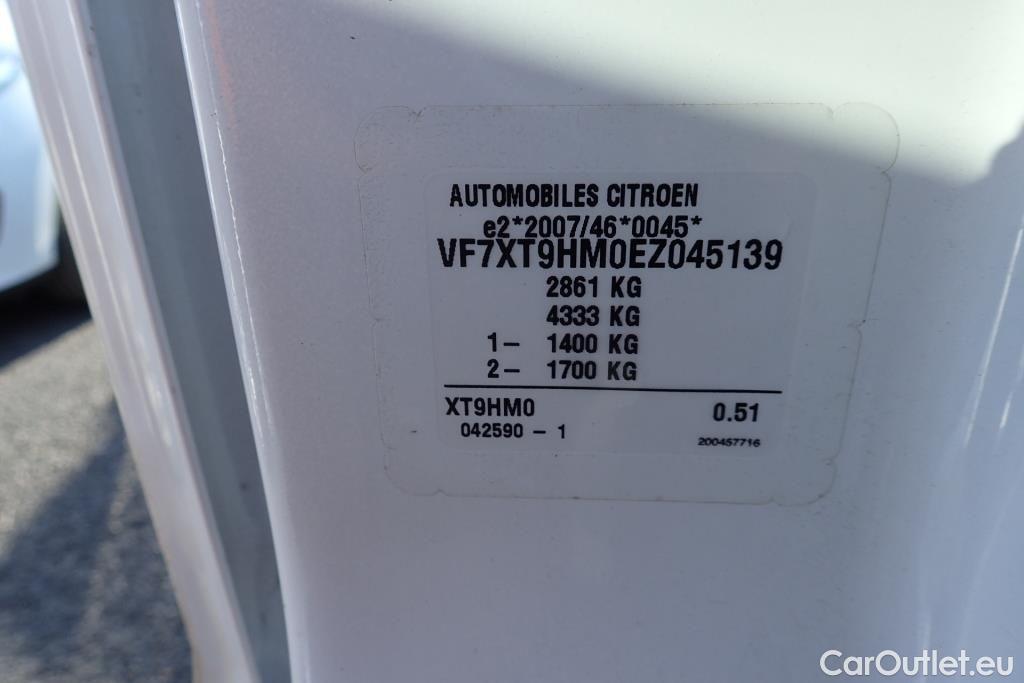 AUTOMOBILES CITROEN
e2*2007/46*0045*
VF7XT9HM0EZ045139
2861 KG
4333 KG
1- 1400 KG
2- 1700 KG
XT9HM0 0.51
042590 - 1 200457716
CarOutlet.eu